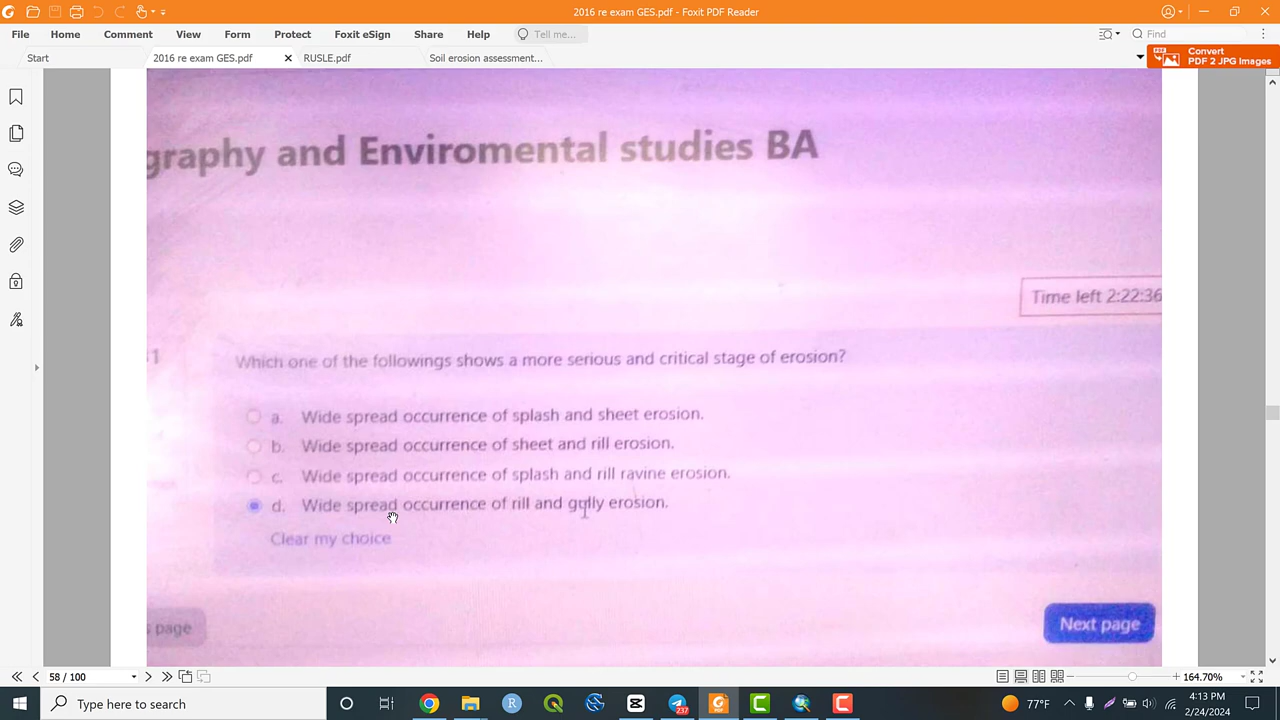 2016 re exam GES.pdf - Foxit PDF Reader
File Home Comment View Form Protect Foxit eSign Share Help Tell me... Find
Start 2016 re exam GES.pdf RUSLE.pdf Soil erosion assessment... Convert
PDF 2 JPG Images
graphy and Enviromental studies BA
Time left 2:22:36
Which one of the followings shows a more serious and critical stage of erosion?
a. Wide spread occurrence of splash and sheet erosion.
b. Wide spread occurrence of sheet and rill erosion.
c. Wide spread occurrence of splash and rill ravine erosion.
d. Wide spread occurrence of rill and gully erosion.
Clear my choice
page Next page
58 / 100 164.70%
Type here to search 237 77°F 4:13 PM
2/24/2024